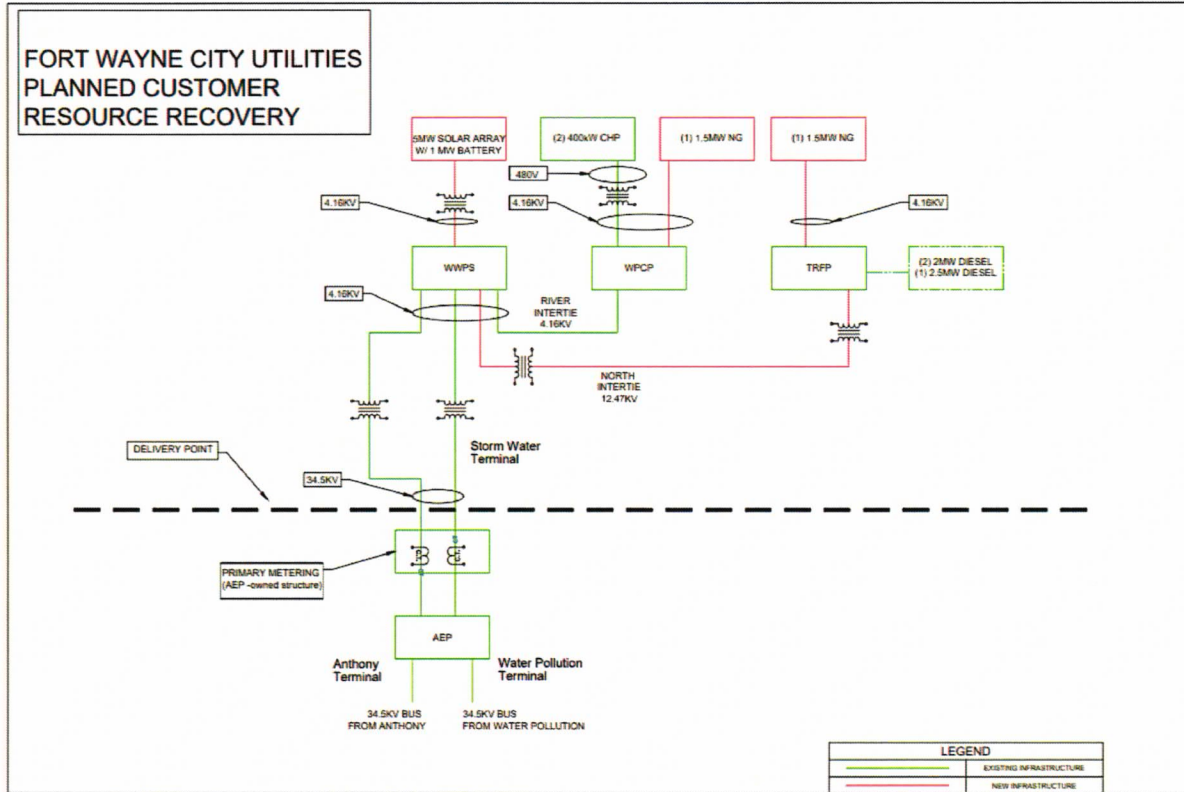 FORT WAYNE CITY UTILITIES
PLANNED CUSTOMER
RESOURCE RECOVERY
5MW SOLAR ARRAY
W/ 1 MW BATTERY
(2) 400kW CHP
(1) 1.5MW NG
(1) 1.5MW NG
480V
4.16KV
4.16KV
4.16KV
WWPS
WPCP
TRFP
(2) 2MW DIESEL
(1) 2.5MW DIESEL
4.16KV
RIVER
INTERTIE
4.16KV
NORTH
INTERTIE
12.47KV
Storm Water
Terminal
DELIVERY POINT
34.5KV
PRIMARY METERING
(AEP -owned structure)
AEP
Anthony
Terminal
Water Pollution
Terminal
34.5KV BUS
FROM ANTHONY
34.5KV BUS
FROM WATER POLLUTION
LEGEND
EXISTING INFRASTRUCTURE
NEW INFRASTRUCTURE